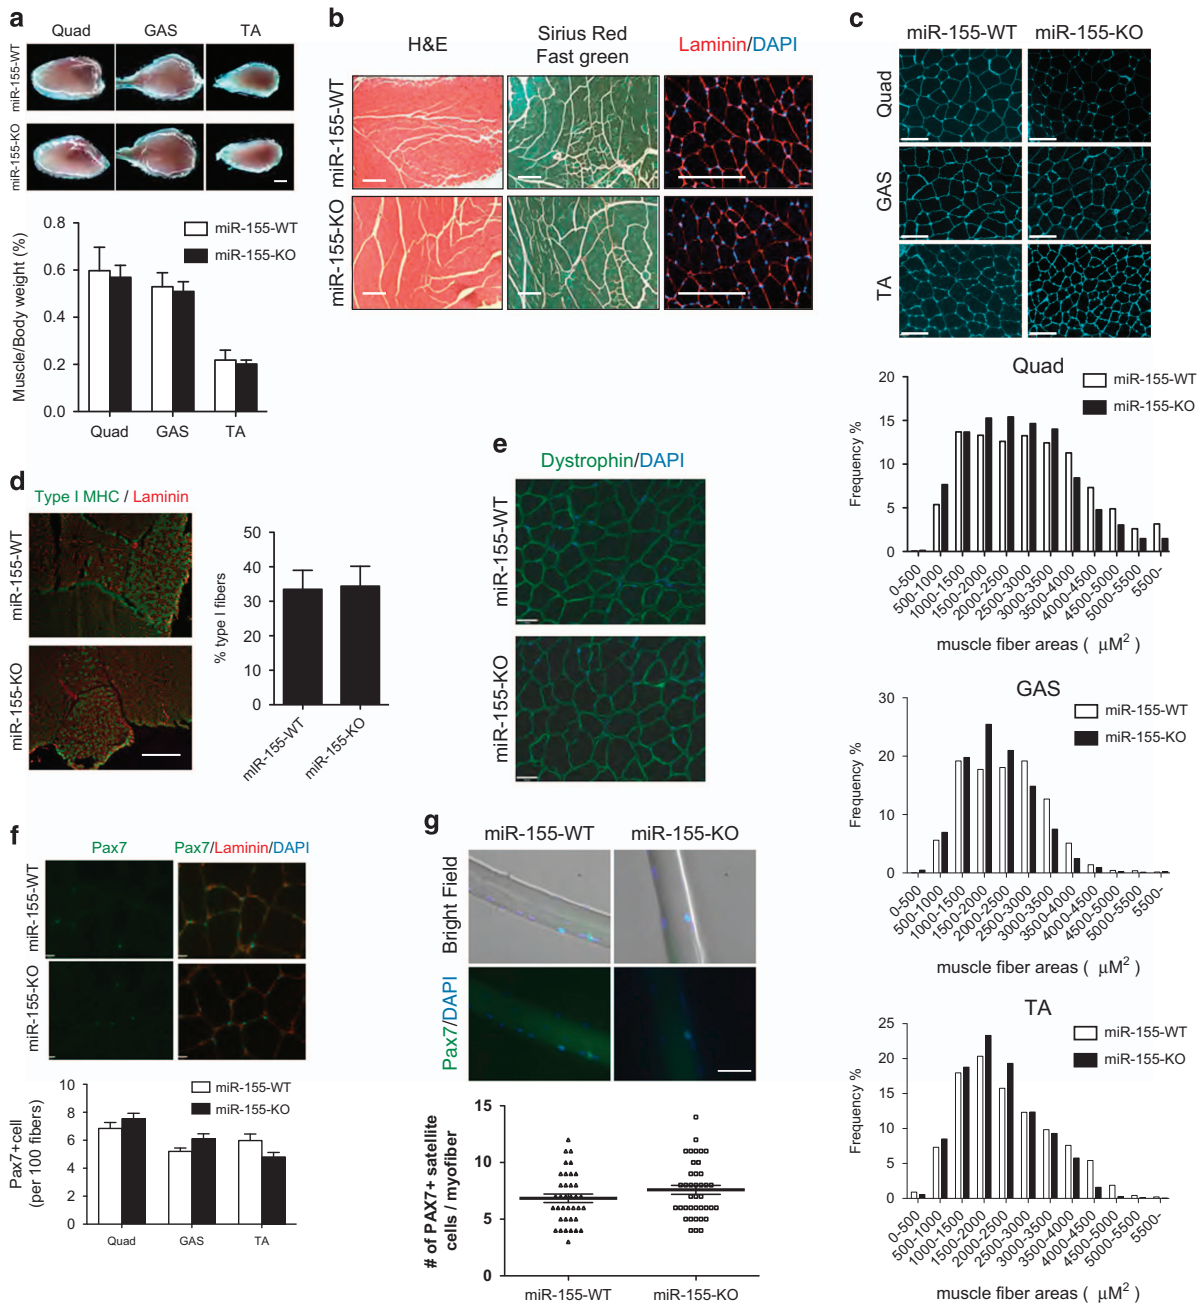 a
Quad GAS TA
miR-155-WT
miR-155-KO
Muscle/Body weight (%)
0.8
0.6
0.4
0.2
0.0
miR-155-WT
miR-155-KO
Quad GAS TA
b
H&E
Sirius Red
Fast green
Laminin/DAPI
miR-155-WT
miR-155-KO
c
miR-155-WT miR-155-KO
Quad
GAS
TA
Quad
miR-155-WT
miR-155-KO
Frequency %
20
15
10
5
0
0-500
500-1000
1000-1500
1500-2000
2000-2500
2500-3000
3000-3500
3500-4000
4000-4500
4500-5000
5000-5500
5500-
muscle fiber areas ( μM²)
GAS
miR-155-WT
miR-155-KO
Frequency %
30
20
10
0
0-500
500-1000
1000-1500
1500-2000
2000-2500
2500-3000
3000-3500
3500-4000
4000-4500
4500-5000
5000-5500
5500-
muscle fiber areas ( μM²)
TA
miR-155-WT
miR-155-KO
Frequency %
25
20
15
10
5
0
0-500
500-1000
1000-1500
1500-2000
2000-2500
2500-3000
3000-3500
3500-4000
4000-4500
4500-5000
5000-5500
5500-
muscle fiber areas ( μM²)
d
Type I MHC / Laminin
miR-155-WT
miR-155-KO
% type I fibers
50
40
30
20
10
0
miR-155-WT
miR-155-KO
e
Dystrophin/DAPI
miR-155-WT
miR-155-KO
f
Pax7 Pax7/Laminin/DAPI
miR-155-WT
miR-155-KO
Pax7+cell
(per 100 fibers)
10
8
6
4
2
0
miR-155-WT
miR-155-KO
Quad GAS TA
g
miR-155-WT miR-155-KO
Bright Field
Pax7/DAPI
# of PAX7+ satellite
cells / myofiber
15
10
5
0
miR-155-WT miR-155-KO